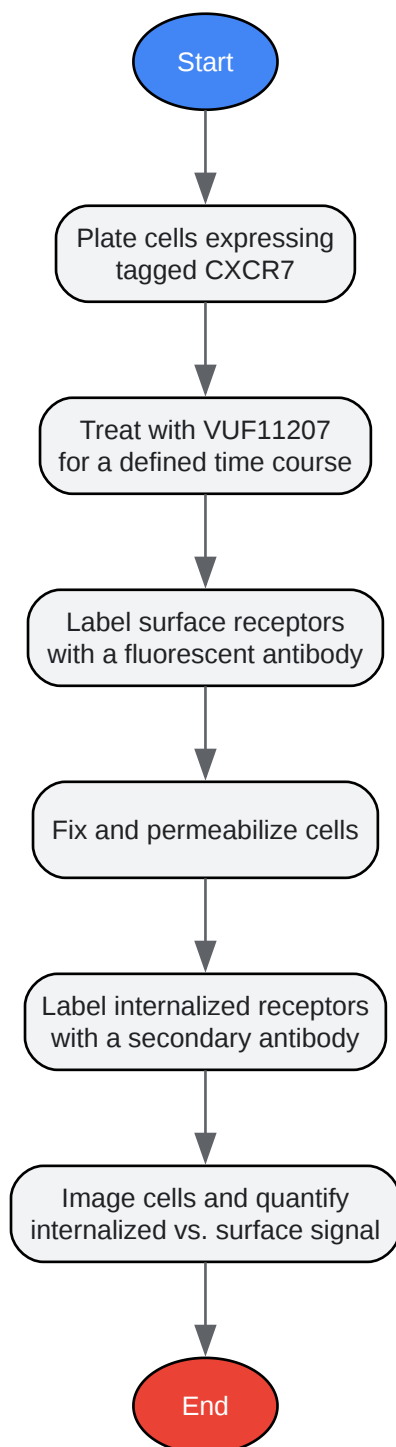 Start
Plate cells expressing
tagged CXCR7
Treat with VUF11207
for a defined time course
Label surface receptors
with a fluorescent antibody
Fix and permeabilize cells
Label internalized receptors
with a secondary antibody
Image cells and quantify
internalized vs. surface signal
End